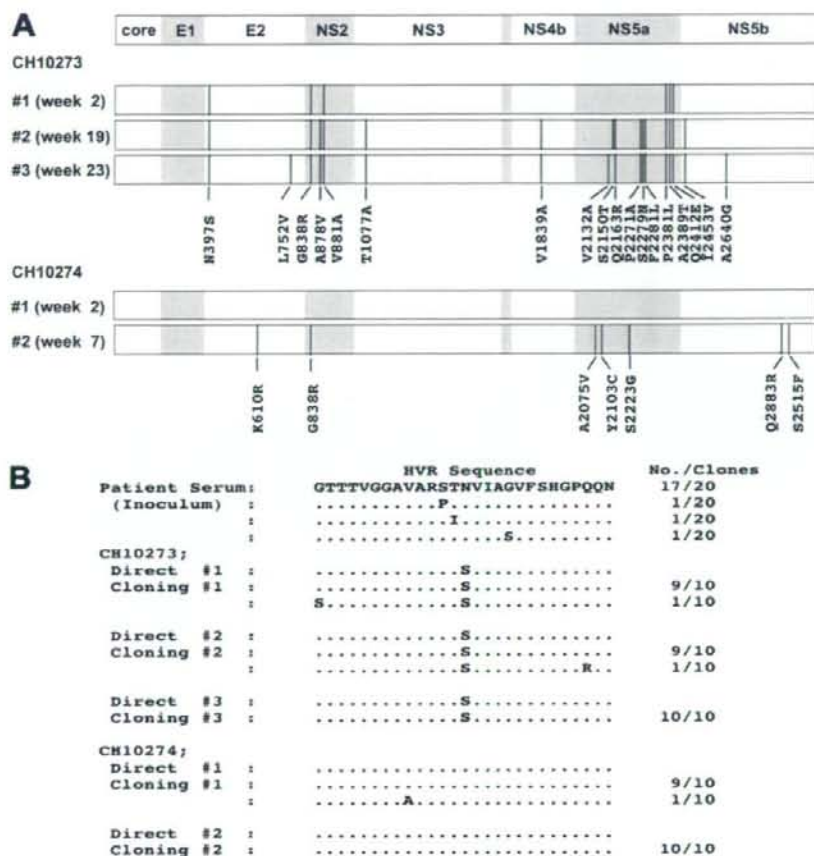 A
core E1 E2 NS2 NS3 NS4b NS5a NS5b
CH10273
#1 (week 2)
#2 (week 19)
#3 (week 23)
N397S
L752V
G838R
A878V
V881A
T1077A
V1839A
V2132A
S2150T
Q2163R
P2271A
S2279N
F2281L
P2381L
A2389T
Q2412E
I2453V
A2640G
CH10274
#1 (week 2)
#2 (week 7)
K610R
G838R
A2075V
Y2103C
S2223G
Q2883R
S2515F
B
HVR Sequence No./Clones
Patient Serum: GTTTVGGAVARSTNVIAGVFSHGPQQN 17/20
(Inoculum) : ...........P............... 1/20
: ............I.............. 1/20
: .................S......... 1/20
CH10273;
Direct #1 : .............S.............
Cloning #1 : .............S............. 9/10
: S............S............. 1/10
Direct #2 : .............S.............
Cloning #2 : .............S............. 9/10
: .............S..........R.. 1/10
Direct #3 : .............S.............
Cloning #3 : .............S............. 10/10
CH10274;
Direct #1 : ...........................
Cloning #1 : ........................... 9/10
: ........A.................. 1/10
Direct #2 : ...........................
Cloning #2 : ........................... 10/10